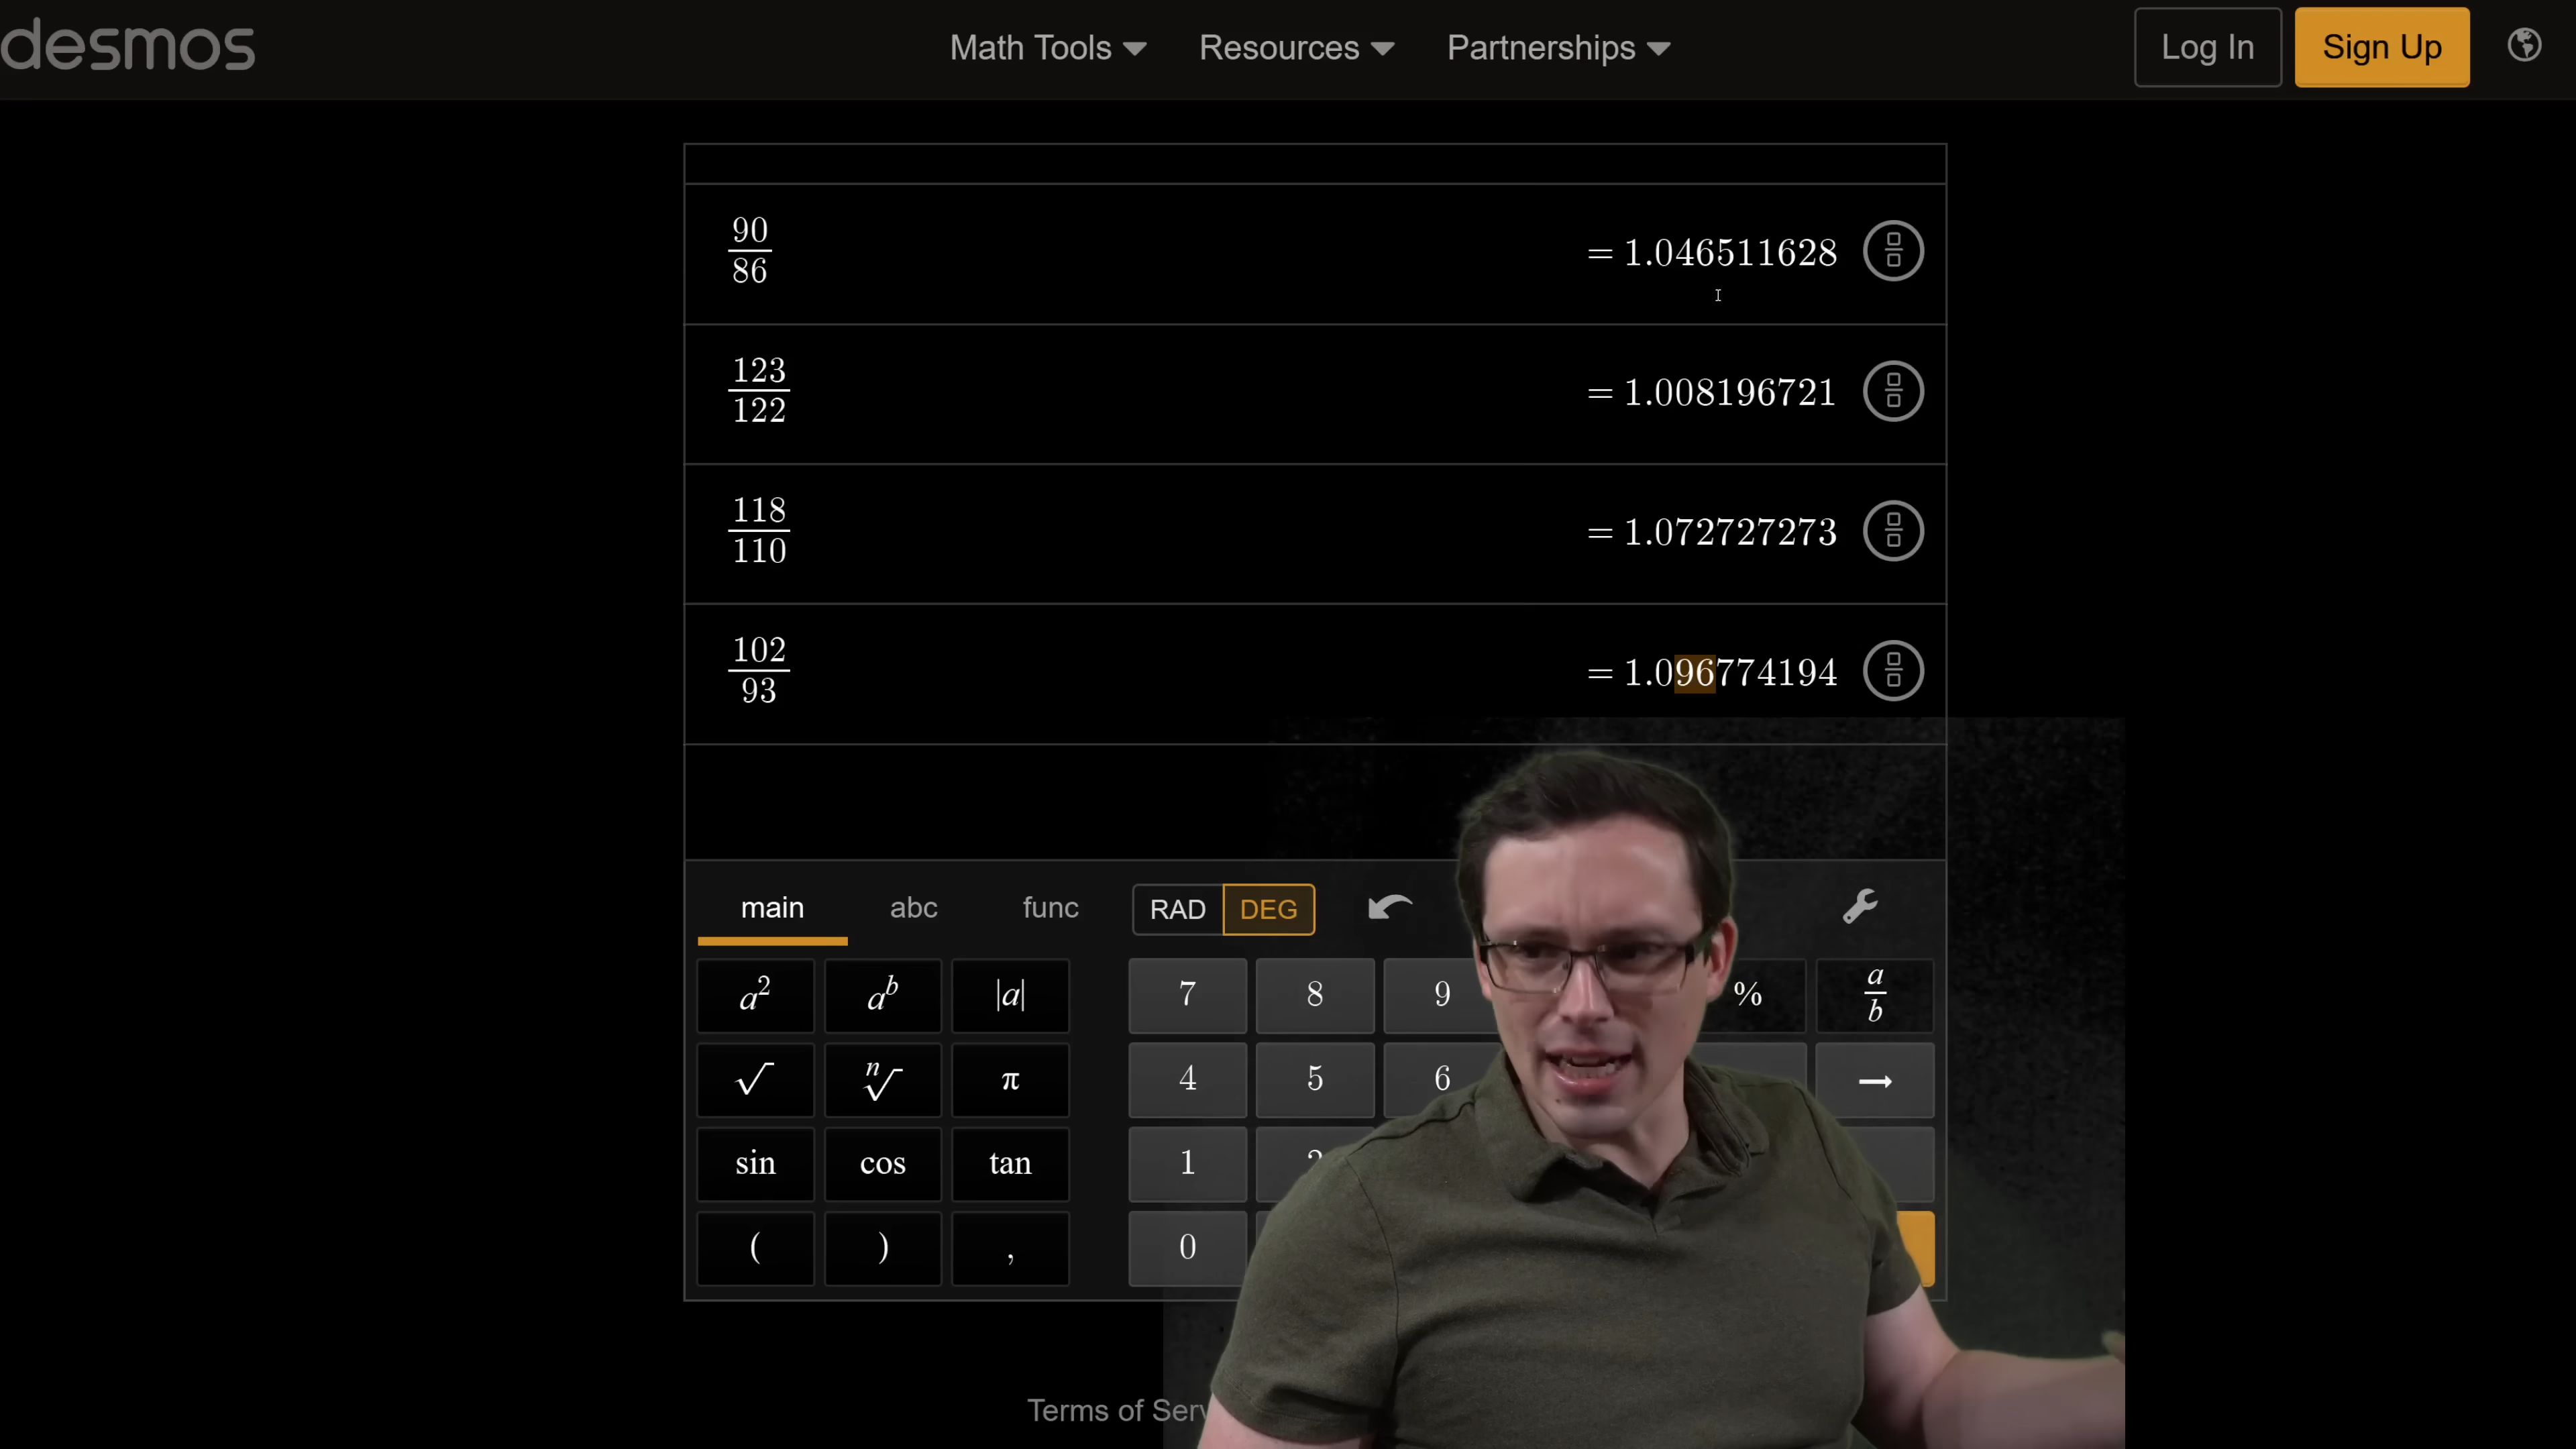 desmos
Math Tools Resources Partnerships Log In Sign Up
90/86 = 1.046511628
123/122 = 1.008196721
118/110 = 1.072727273
102/93 = 1.096774194
main abc func RAD DEG
a² aᵇ |a| 7 8 9 % a/b
√ ⁿ√ π 4 5 6 →
sin cos tan 1
( ) , 0
Terms of